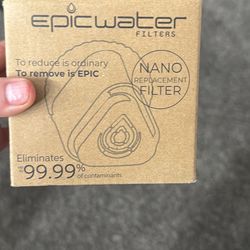 epicwater
FILTERS
To reduce is ordinary
To remove is EPIC
NANO
REPLACEMENT
FILTER
Eliminates
99.99%
of contaminants